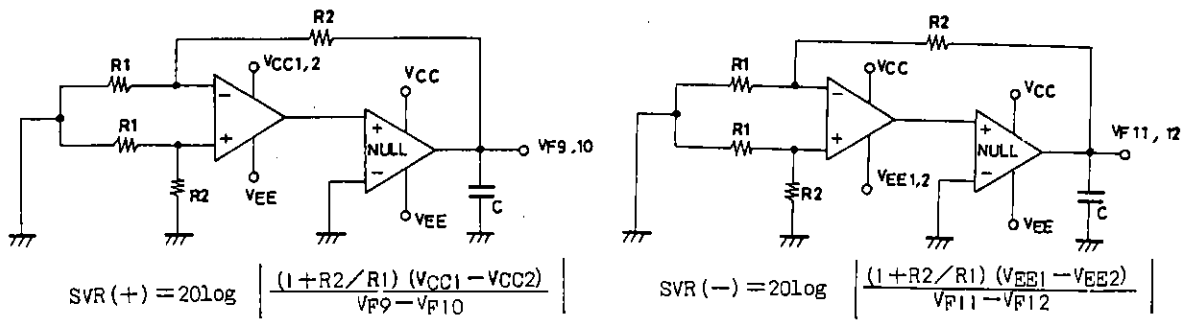 R2
R1
VCC1,2
VCC
−
+
R1
+
NULL
−
VF9,10
R2
VEE
VEE
C
SVR(+)=20log | (1+R2/R1) (VCC1−VCC2) / VF9−VF10 |
R2
R1
VCC
VCC
−
+
R1
+
NULL
−
VF11,12
R2
VEE1,2
VEE
C
SVR(−)=20log | (1+R2/R1) (VEE1−VEE2) / VF11−VF12 |